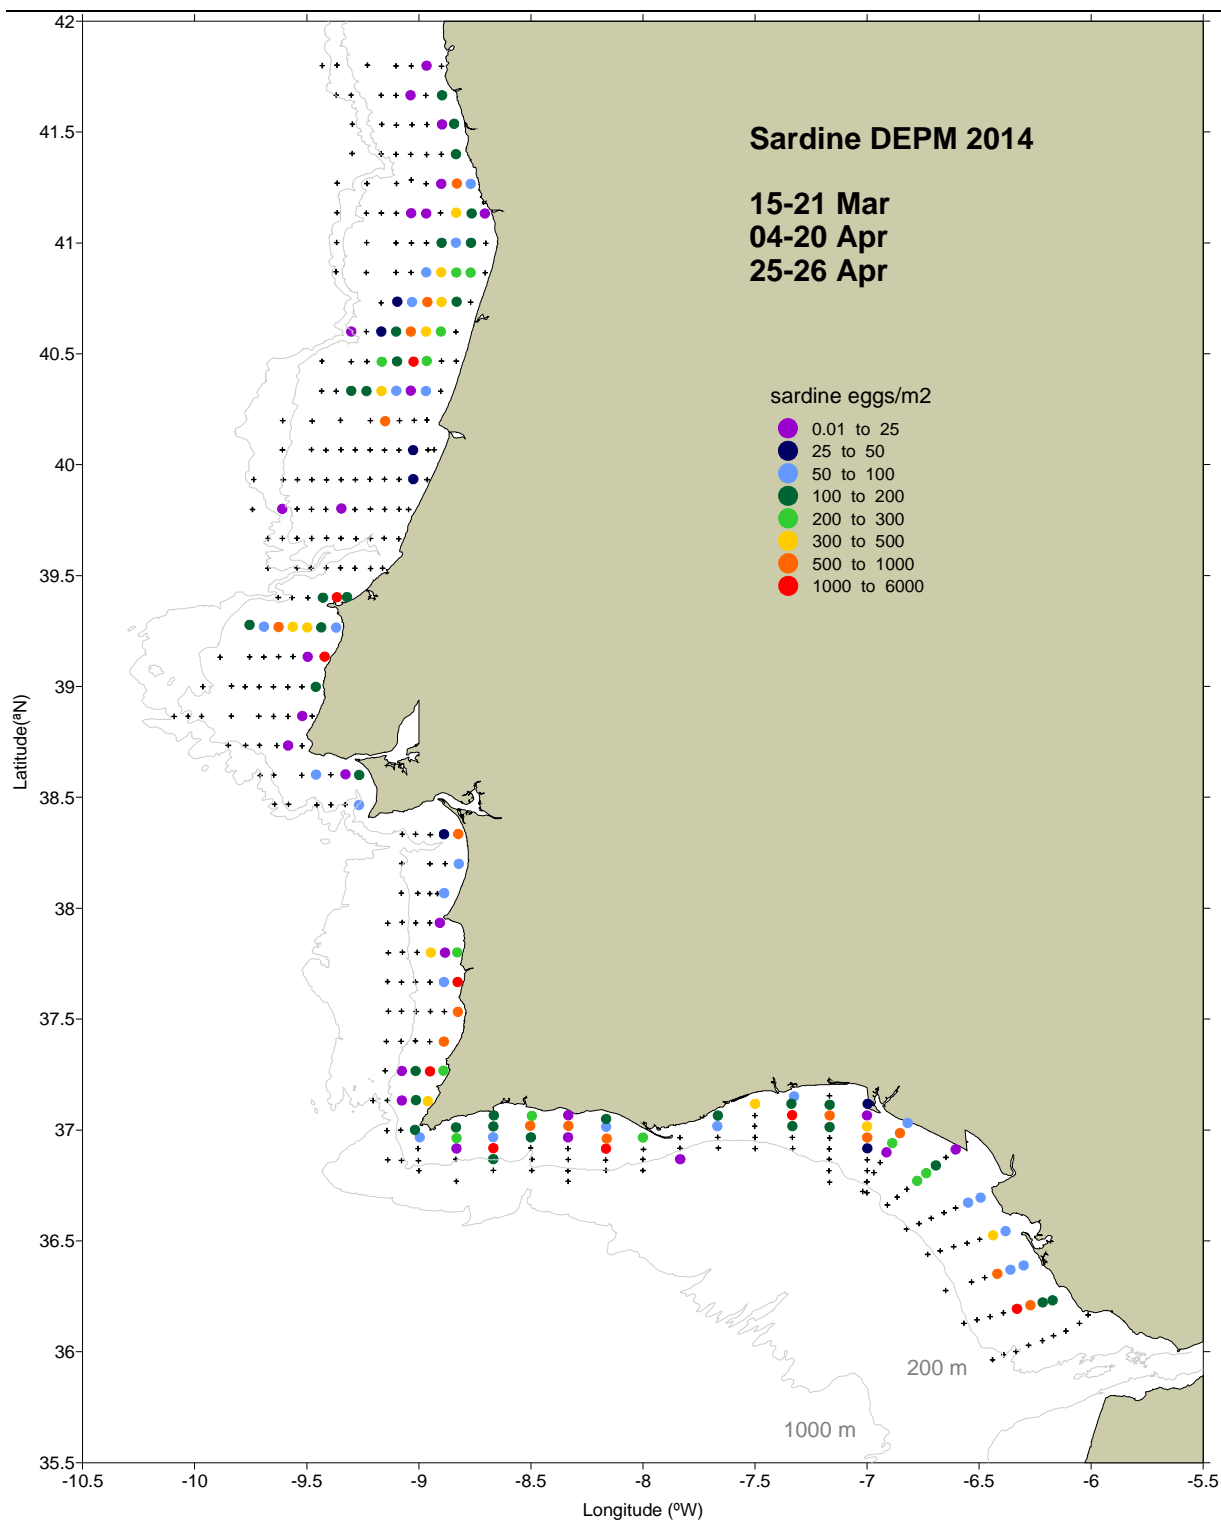 Sardine DEPM 2014
15-21 Mar
04-20 Apr
25-26 Apr
sardine eggs/m2
0.01 to 25
25 to 50
50 to 100
100 to 200
200 to 300
300 to 500
500 to 1000
1000 to 6000
200 m
1000 m
Latitude(ªN)
42
41.5
41
40.5
40
39.5
39
38.5
38
37.5
37
36.5
36
35.5
-10.5 -10 -9.5 -9 -8.5 -8 -7.5 -7 -6.5 -6 -5.5
Longitude (ºW)